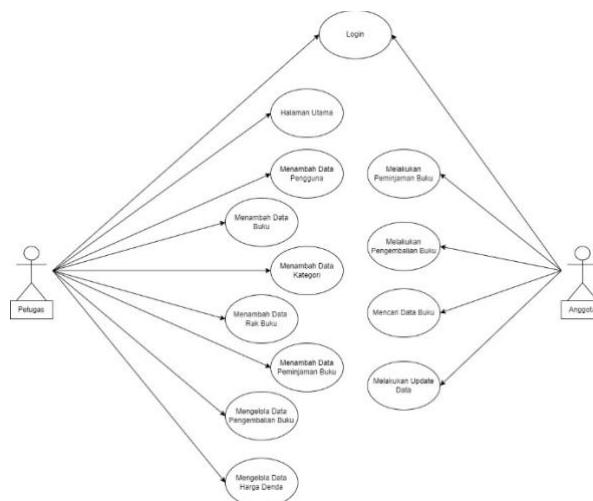 Login
Halaman Utama
Menambah Data
Pengguna
Melakukan
Peminjaman Buku
Menambah Data
Buku
Melakukan
Pengembalian Buku
Menambah Data
Kategori
Petugas
Anggota
Menambah Data
Rak Buku
Mencari Data Buku
Menambah Data
Peminjaman Buku
Melakukan Update
Data
Mengelola Data
Pengembalian Buku
Mengelola Data
Harga Denda